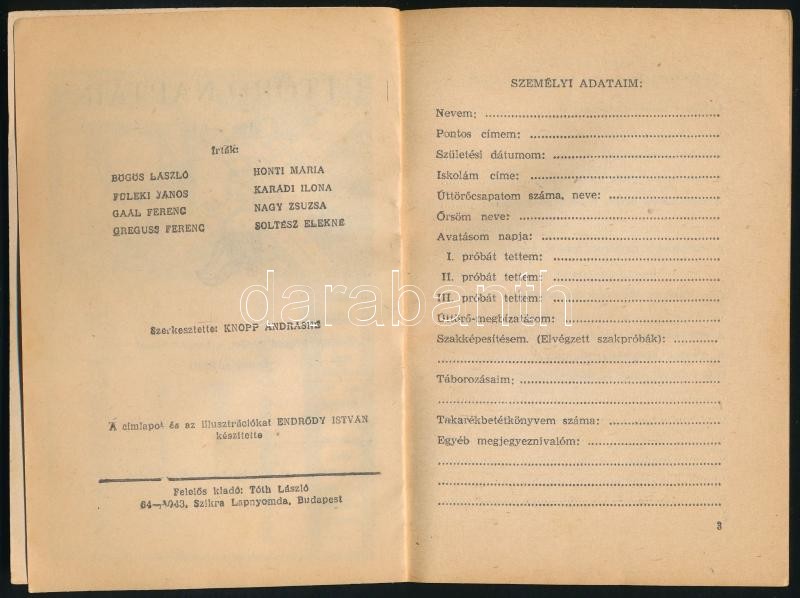 Írták:
BÖGÖS LÁSZLÓ
FÜLEKI JÁNOS
GAÁL FERENC
GREGUSS FERENC
HONTI MÁRIA
KARÁDI ILONA
NAGY ZSUZSA
SOLTÉSZ ELEKNÉ
Szerkesztette: KNOPP ANDRÁSNÉ
A címlapot és az illusztrációkat ENDRŐDY ISTVÁN
készítette
Felelős kiadó: Tóth László
Szikra Lapnyomda, Budapest
SZEMÉLYI ADATAIM:
Nevem:
Pontos címem:
Születési dátumom:
Iskolám címe:
Úttörőcsapatom száma, neve:
Őrsöm neve:
Avatásom napja:
I. próbát tettem:
II. próbát tettem:
III. próbát tettem:
Úttörő-megbízatásom:
Szakképesítésem. (Elvégzett szakpróbák):
Táborozásaim:
Takarékbetétkönyvem száma:
Egyéb megjegyeznivalóm:
3
darabanth